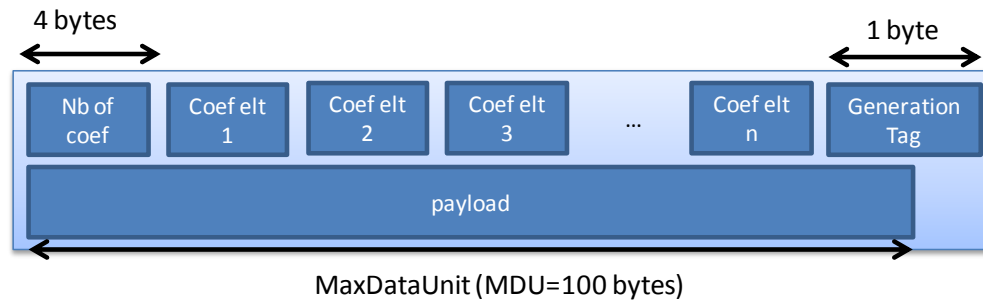 4 bytes
1 byte
Nb of
coef
Coef elt
1
Coef elt
2
Coef elt
3
...
Coef elt
n
Generation
Tag
payload
MaxDataUnit (MDU=100 bytes)